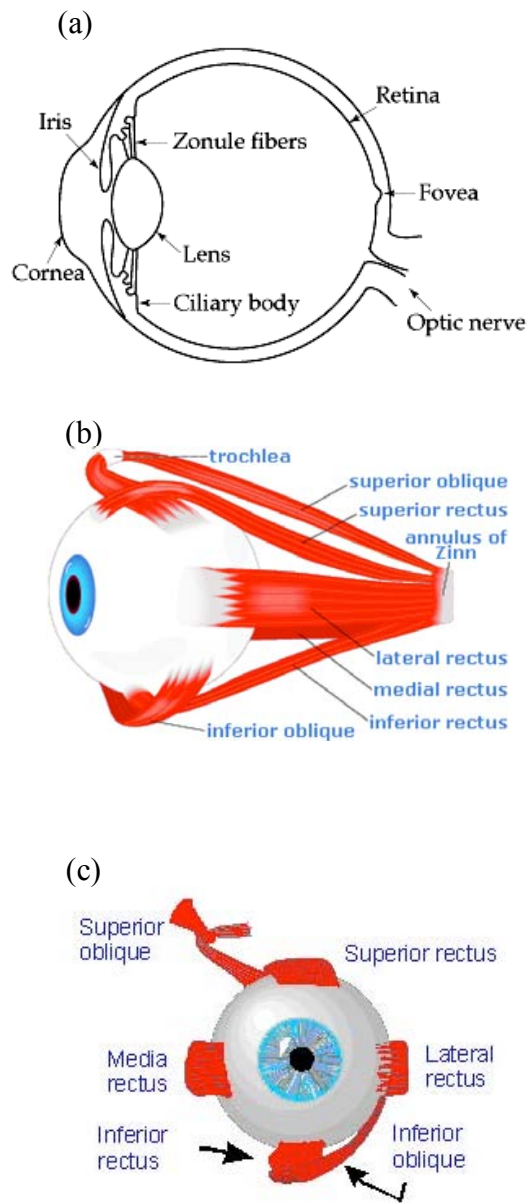 (a)
Retina
Iris
Zonule fibers
Fovea
Lens
Cornea
Ciliary body
Optic nerve
(b)
trochlea
superior oblique
superior rectus
annulus of
Zinn
lateral rectus
medial rectus
inferior rectus
inferior oblique
(c)
Superior
oblique
Superior rectus
Media
rectus
Lateral
rectus
Inferior
rectus
Inferior
oblique